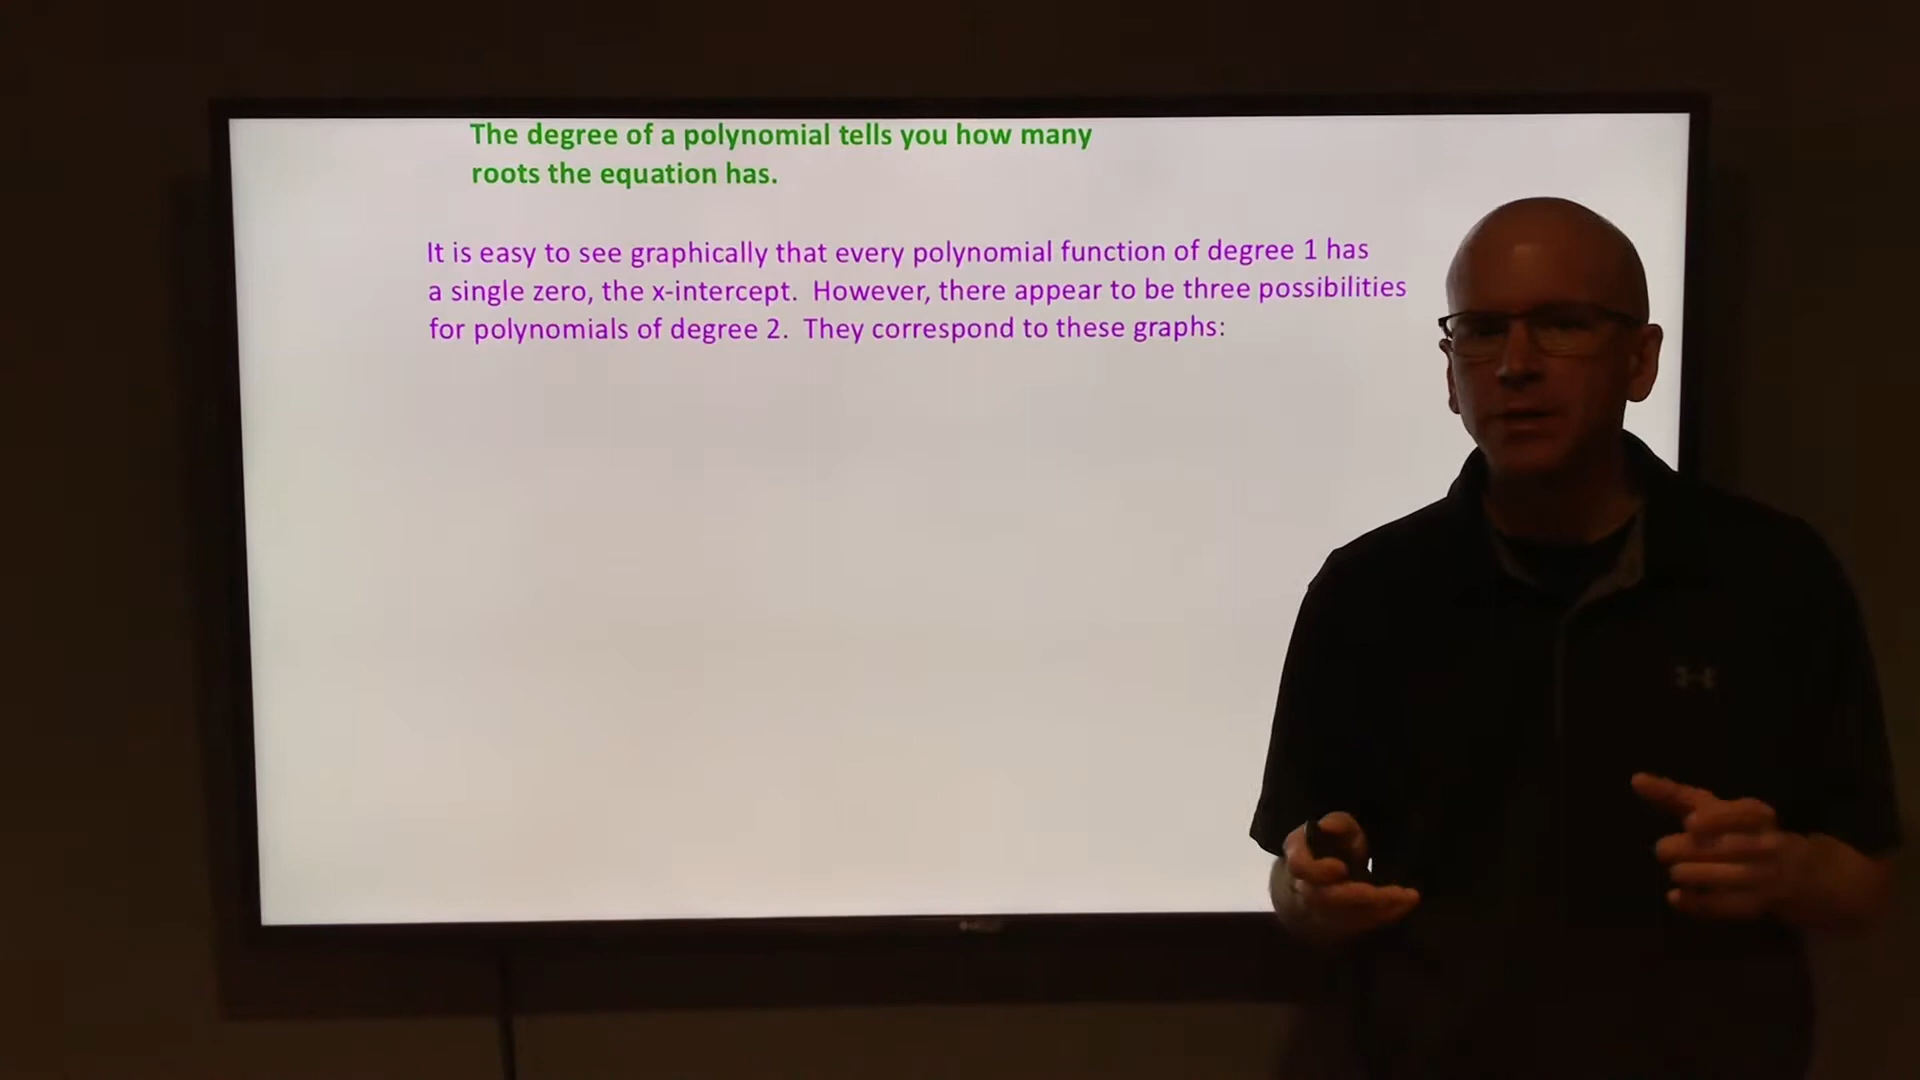 The degree of a polynomial tells you how many
roots the equation has.
It is easy to see graphically that every polynomial function of degree 1 has
a single zero, the x-intercept. However, there appear to be three possibilities
for polynomials of degree 2. They correspond to these graphs: